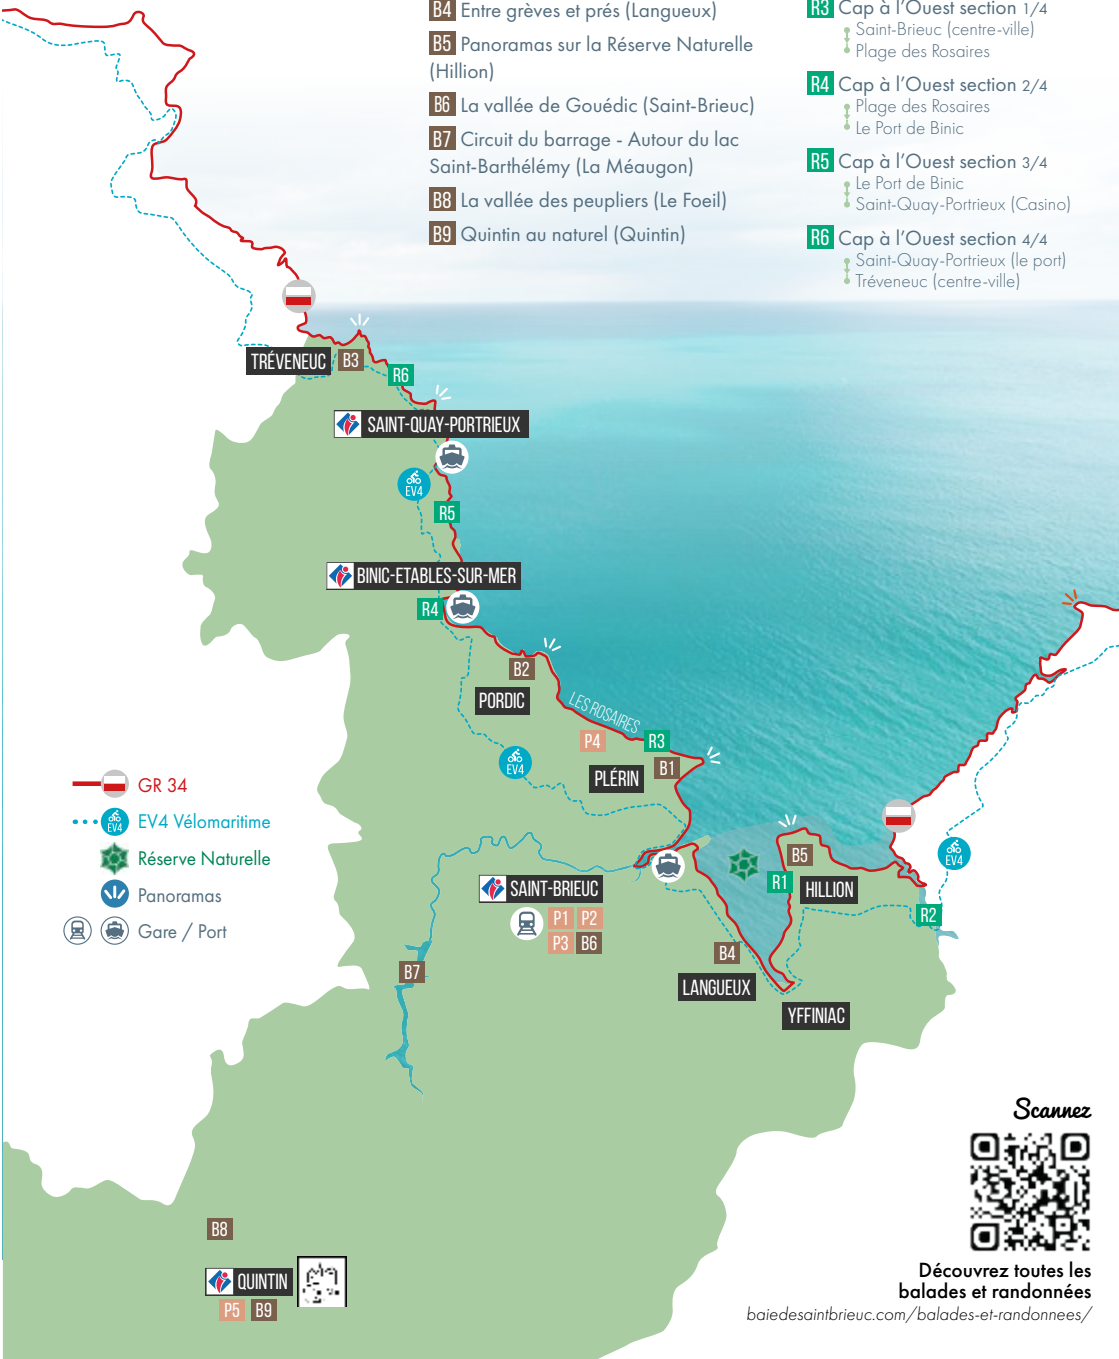 B4 Entre grèves et prés (Langueux)
B5 Panoramas sur la Réserve Naturelle
(Hillion)
B6 La vallée de Gouédic (Saint-Brieuc)
B7 Circuit du barrage - Autour du lac
Saint-Barthélémy (La Méaugon)
B8 La vallée des peupliers (Le Foeil)
B9 Quintin au naturel (Quintin)
R3 Cap à l'Ouest section 1/4
Saint-Brieuc (centre-ville)
Plage des Rosaires
R4 Cap à l'Ouest section 2/4
Plage des Rosaires
Le Port de Binic
R5 Cap à l'Ouest section 3/4
Le Port de Binic
Saint-Quay-Portrieux (Casino)
R6 Cap à l'Ouest section 4/4
Saint-Quay-Portrieux (le port)
Tréveneuc (centre-ville)
TRÉVENEUC B3
R6
SAINT-QUAY-PORTRIEUX
EV4
R5
BINIC-ETABLES-SUR-MER
R4
B2
PORDIC
LES ROSAIRES
P4
R3
PLÉRIN
B1
EV4
GR 34
EV4 EV4 Vélomaritime
Réserve Naturelle
Panoramas
Gare / Port
SAINT-BRIEUC
P1 P2
P3 B6
B7
B5
R1
HILLION
EV4
R2
B4
LANGUEUX
YFFINIAC
B8
QUINTIN
P5 B9
Scannez
Découvrez toutes les
balades et randonnées
baiedesaintbrieuc.com/balades-et-randonnees/